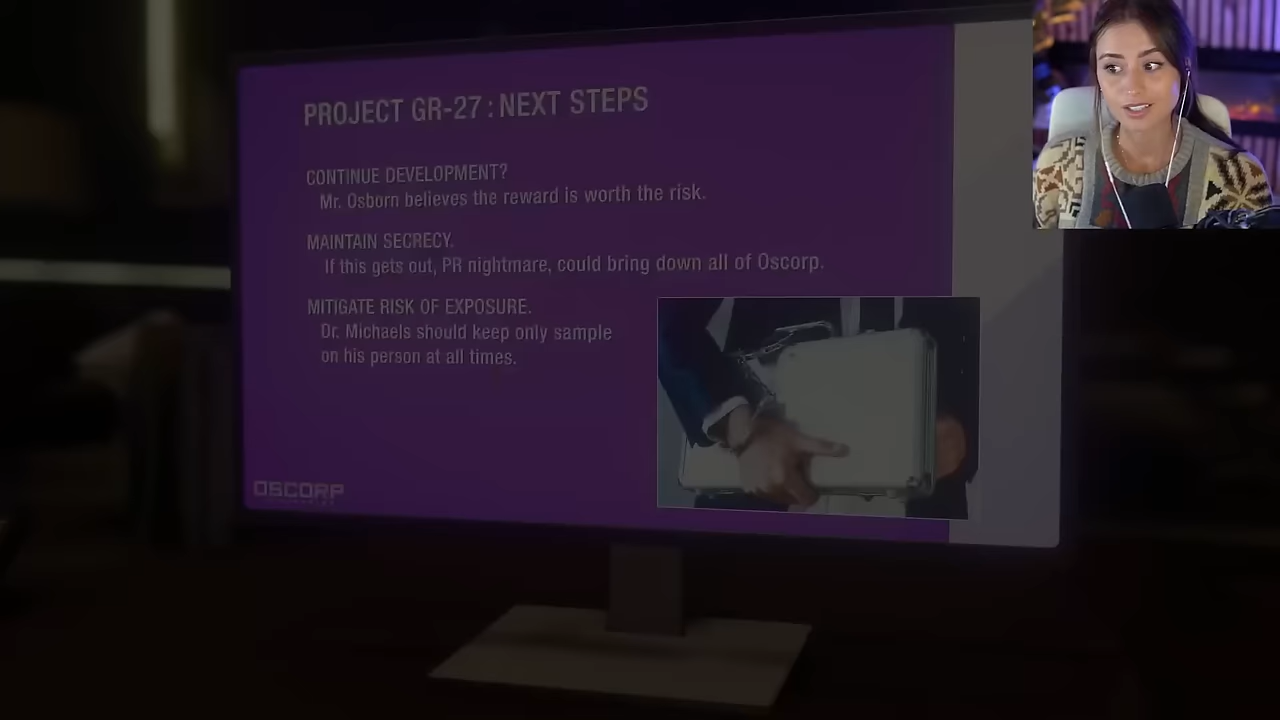 PROJECT GR-27 : NEXT STEPS
CONTINUE DEVELOPMENT?
Mr. Osborn believes the reward is worth the risk.
MAINTAIN SECRECY.
If this gets out, PR nightmare, could bring down all of Oscorp.
MITIGATE RISK OF EXPOSURE.
Dr. Michaels should keep only sample
on his person at all times.
OSCORP